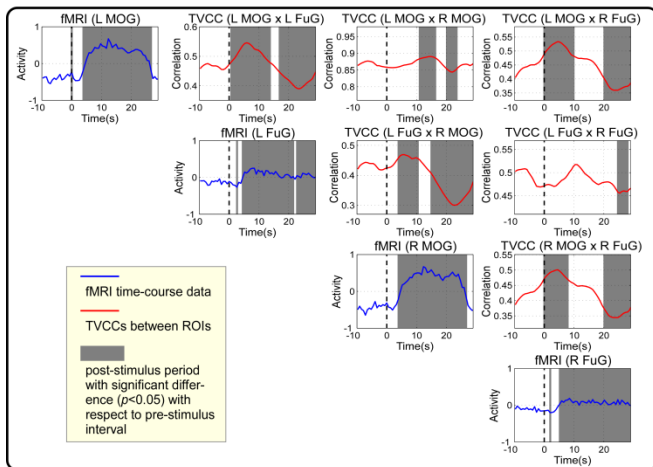 fMRI (L MOG)
TVCC (L MOG x L FuG)
TVCC (L MOG x R MOG)
TVCC (L MOG x R FuG)
Activity
1
0
-1
-10 0 10 20
Time(s)
Correlation
0.6
0.5
0.4
-10 0 10 20
Time(s)
Correlation
0.95
0.85
0.75
-10 0 10 20
Time(s)
Correlation
0.55
0.5
0.45
0.4
0.35
-10 0 10 20
Time(s)
fMRI (L FuG)
TVCC (L FuG x R MOG)
TVCC (L FuG x R FuG)
Activity
1
0
-1
-10 0 10 20
Time(s)
Correlation
0.5
0.4
0.3
-10 0 10 20
Time(s)
Correlation
0.55
0.5
0.45
-10 0 10 20
Time(s)
fMRI (R MOG)
TVCC (R MOG x R FuG)
Activity
1
0
-1
-10 0 10 20
Time(s)
Correlation
0.55
0.5
0.45
0.4
0.35
-10 0 10 20
Time(s)
fMRI (R FuG)
Activity
1
0
-1
-10 0 10 20
Time(s)
fMRI time-course data
TVCCs between ROIs
post-stimulus period
with significant differ-
ence (p<0.05) with
respect to pre-stimulus
interval